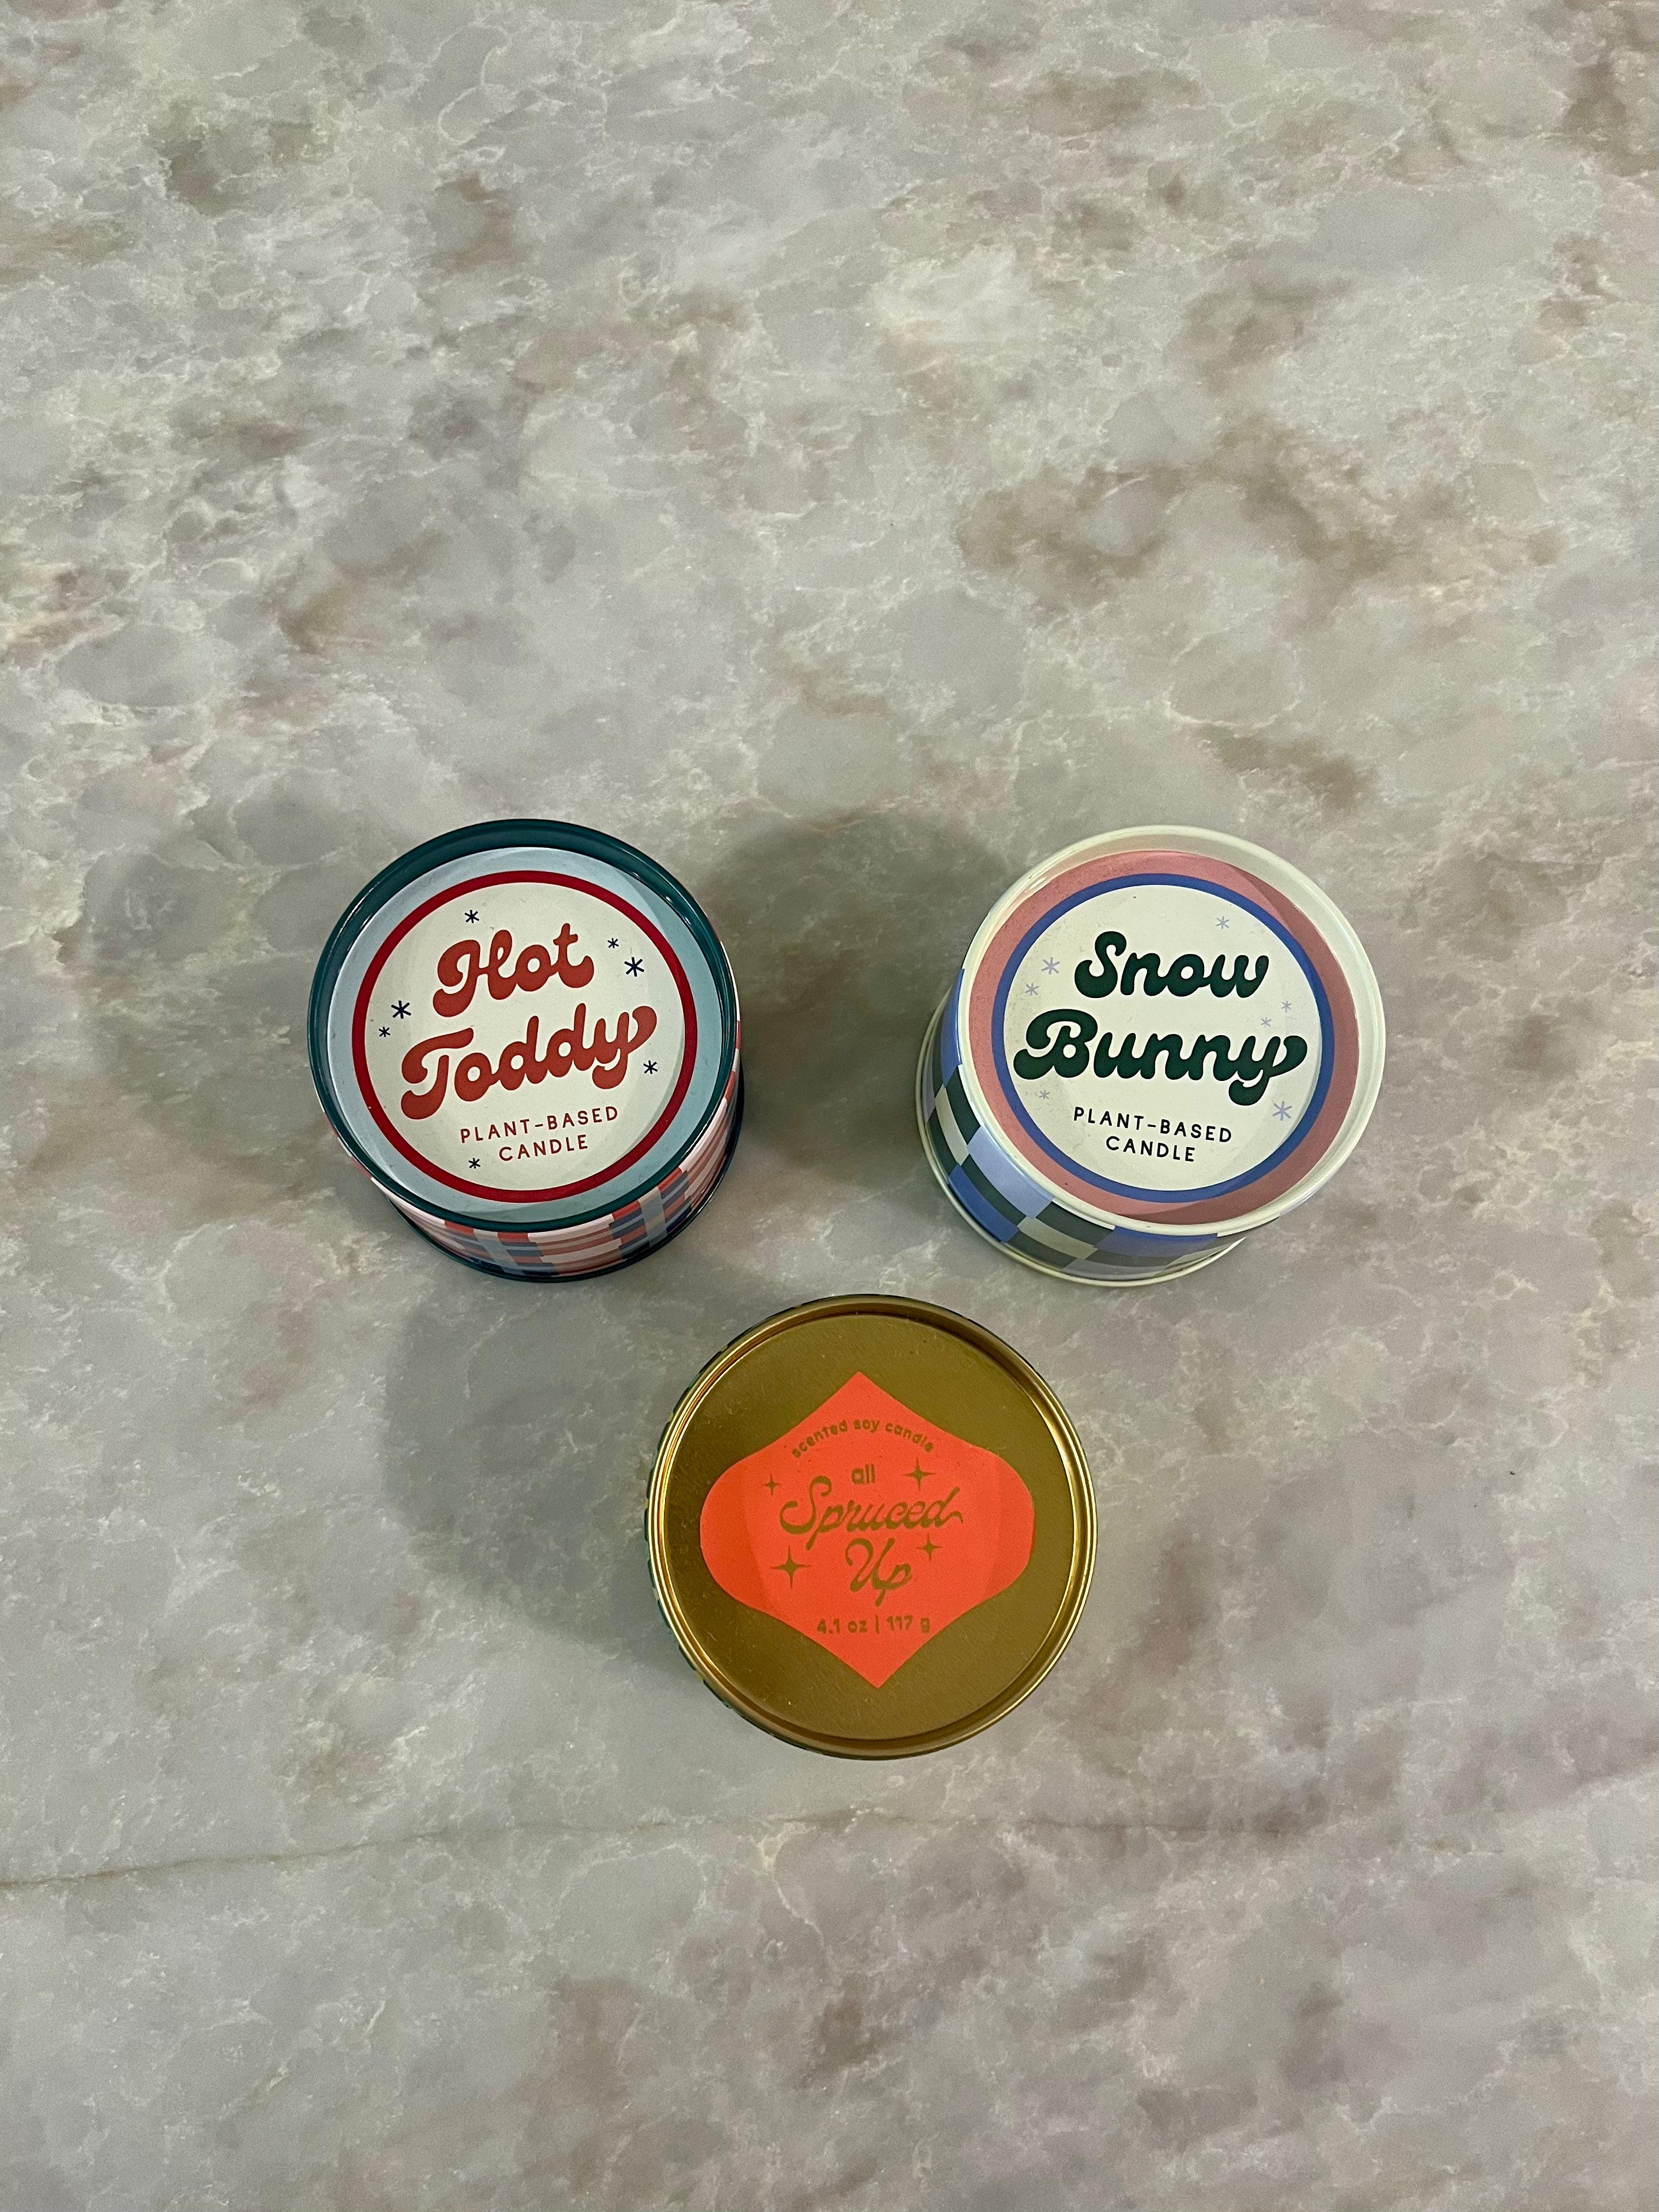 Hot
Toddy
PLANT-BASED
CANDLE
Snow
Bunny
PLANT-BASED
CANDLE
scented soy candle
all
Spruced
Up
4.1 oz | 117 g